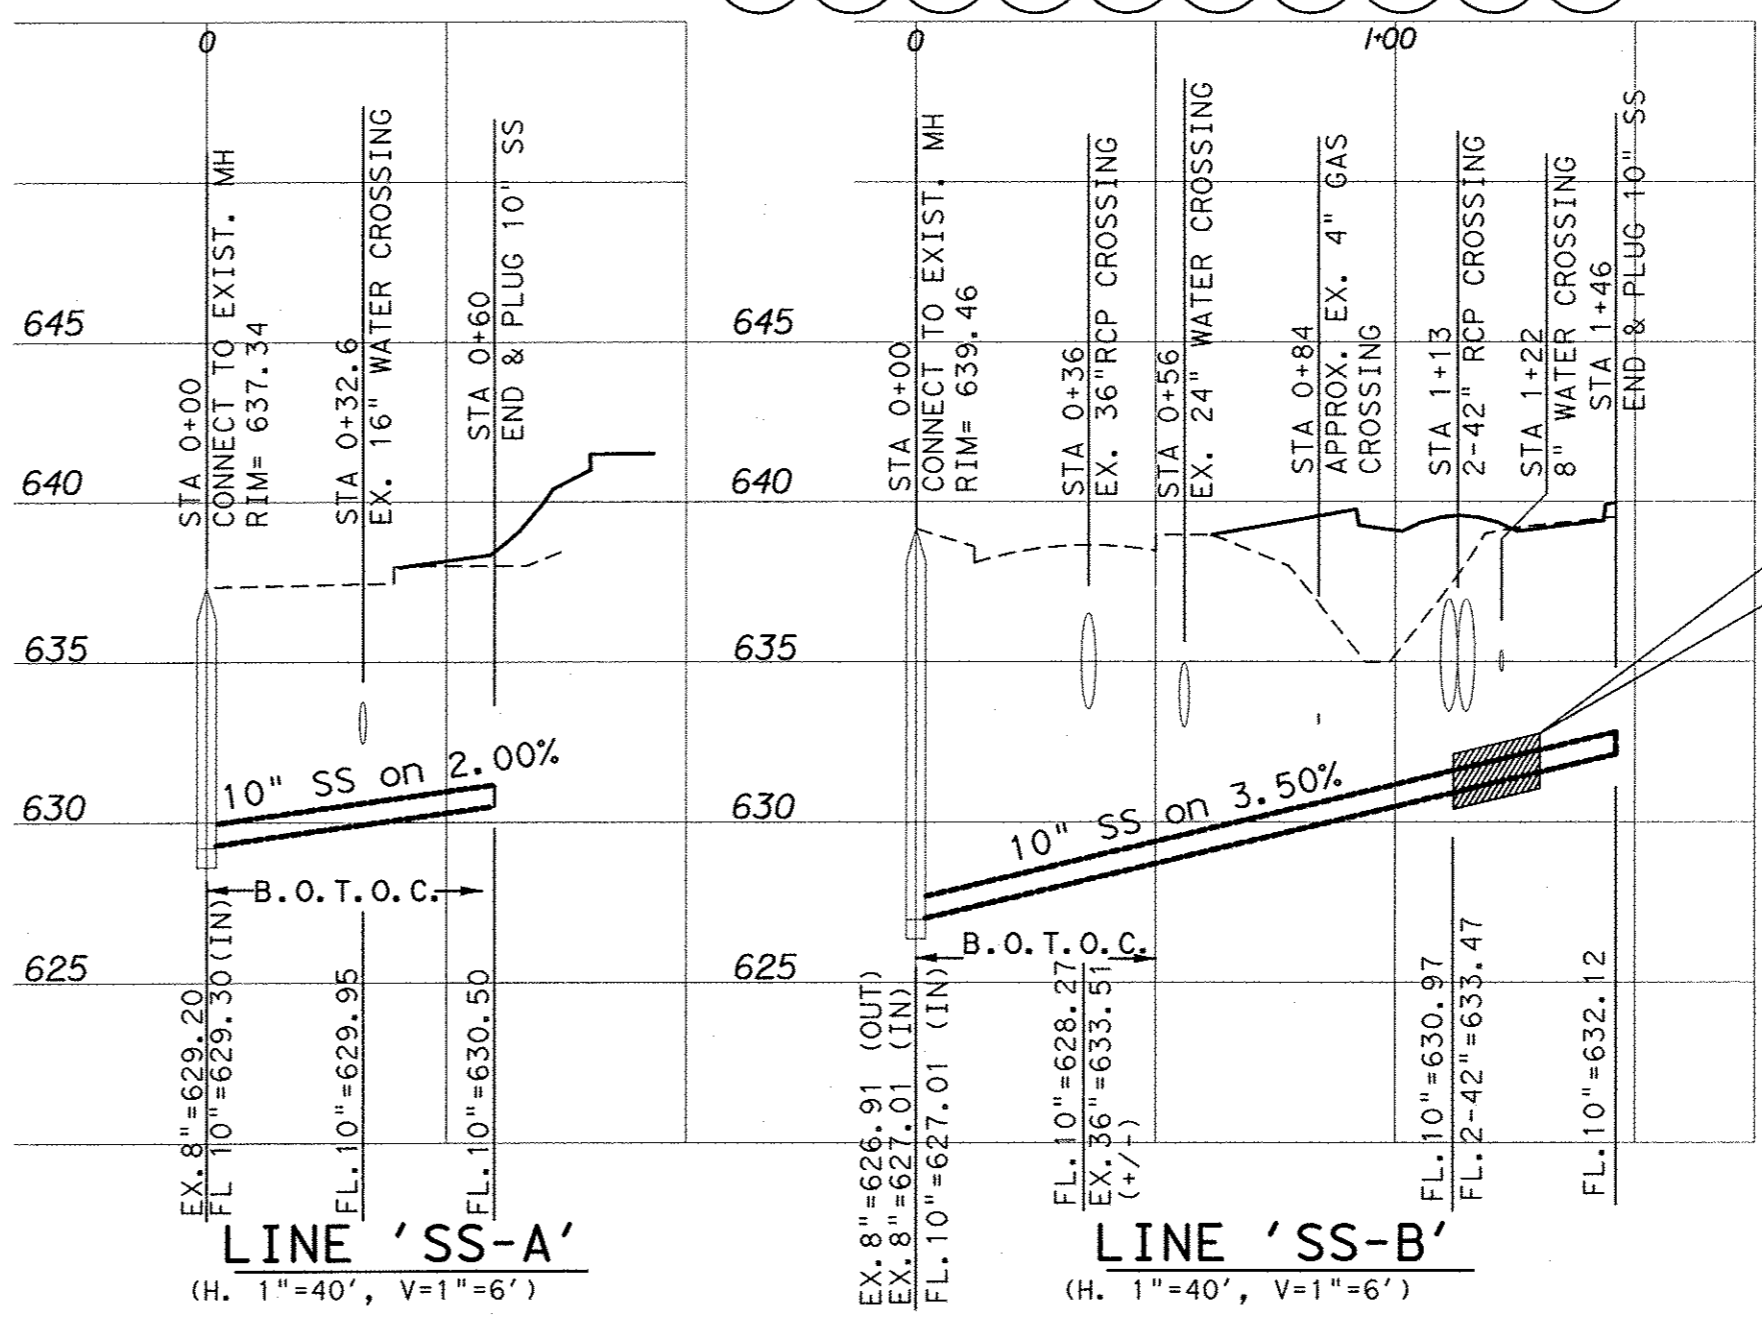 0
STA 0+00
CONNECT TO EXIST. MH
RIM= 637.34
STA 0+32.6
EX. 16" WATER CROSSING
STA 0+60
END & PLUG 10" SS
645
640
635
630
625
10" SS on 2.00%
B.O.T.O.C.
EX.8"=629.20
FL 10"=629.30(IN)
FL.10"=629.95
FL.10"=630.50
LINE 'SS-A'
(H. 1"=40', V=1"=6')
0
1+00
STA 0+00
CONNECT TO EXIST. MH
RIM= 639.46
STA 0+36
EX. 36"RCP CROSSING
STA 0+56
EX. 24" WATER CROSSING
STA 0+84
APPROX. EX. 4" GAS
CROSSING
STA 1+13
2-42" RCP CROSSING
STA 1+22
8" WATER CROSSING
STA 1+46
END & PLUG 10" SS
645
640
635
630
625
10" SS on 3.50%
B.O.T.O.C.
EX.8"=626.91 (OUT)
EX.8"=627.01 (IN)
FL.10"=627.01 (IN)
FL.10"=628.27
EX.36"=633.51
(+/-)
FL.10"=630.97
FL.2-42"=633.47
FL.10"=632.12
LINE 'SS-B'
(H. 1"=40', V=1"=6')